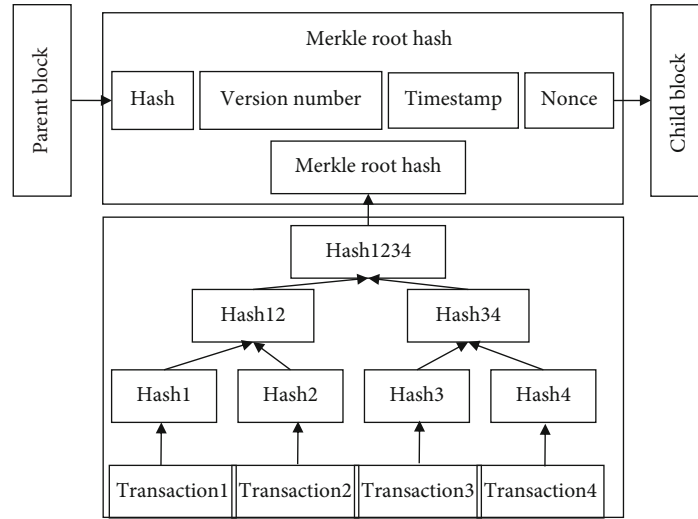 Parent block
Merkle root hash
Hash
Version number
Timestamp
Nonce
Child block
Merkle root hash
Hash1234
Hash12
Hash34
Hash1
Hash2
Hash3
Hash4
Transaction1
Transaction2
Transaction3
Transaction4